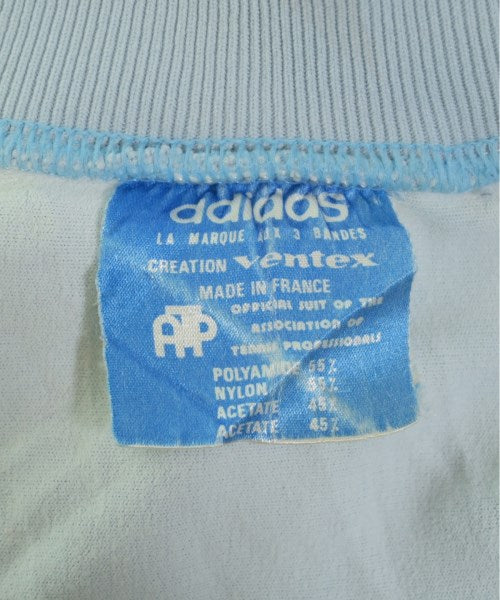 adidas
LA MARQUE AUX 3 BANDES
CREATION ventex
MADE IN FRANCE
OFFICIAL SUIT OF THE
ASSOCIATION OF
TENNIS PROFESSIONALS
ATP
POLYAMIDE 55%
NYLON 55%
ACETATE 45%
ACETATE 45%